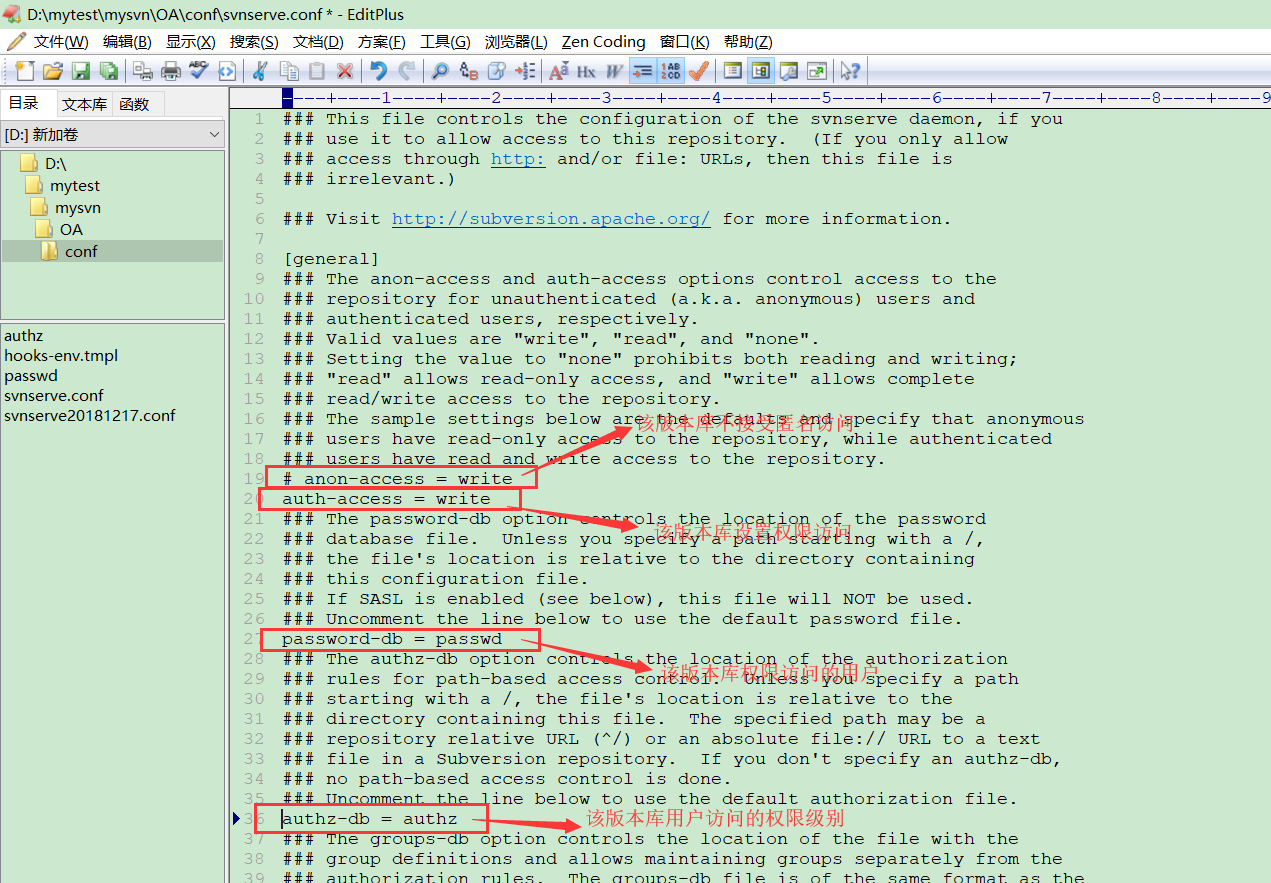 D:\mytest\mysvn\OA\conf\svnserve.conf * - EditPlus
文件(W) 编辑(B) 显示(X) 搜索(S) 文档(D) 方案(F) 工具(G) 浏览器(L) Zen Coding 窗口(K) 帮助(Z)
目录 文本库 函数
[D:] 新加卷
D:\
mytest
mysvn
OA
conf
authz
hooks-env.tmpl
passwd
svnserve.conf
svnserve20181217.conf
----+----1----+----2----+----3----+----4----+----5----+----6----+----7----+----8----+----9
1 ### This file controls the configuration of the svnserve daemon, if you
2 ### use it to allow access to this repository.  (If you only allow
3 ### access through http: and/or file: URLs, then this file is
4 ### irrelevant.)
5
6 ### Visit http://subversion.apache.org/ for more information.
7
8 [general]
9 ### The anon-access and auth-access options control access to the
10 ### repository for unauthenticated (a.k.a. anonymous) users and
11 ### authenticated users, respectively.
12 ### Valid values are "write", "read", and "none".
13 ### Setting the value to "none" prohibits both reading and writing;
14 ### "read" allows read-only access, and "write" allows complete
15 ### read/write access to the repository.
16 ### The sample settings below are the defaults and specify that anonymous
该版本库不接受匿名访问
17 ### users have read-only access to the repository, while authenticated
18 ### users have read and write access to the repository.
19 # anon-access = write
20 auth-access = write
21 ### The password-db option controls the location of the password
该版本库设置权限访问
22 ### database file.  Unless you specify a path starting with a /,
23 ### the file's location is relative to the directory containing
24 ### this configuration file.
25 ### If SASL is enabled (see below), this file will NOT be used.
26 ### Uncomment the line below to use the default password file.
27 password-db = passwd
28 ### The authz-db option controls the location of the authorization
该版本库权限访问的用户
29 ### rules for path-based access control.  Unless you specify a path
30 ### starting with a /, the file's location is relative to the
31 ### directory containing this file.  The specified path may be a
32 ### repository relative URL (^/) or an absolute file:// URL to a text
33 ### file in a Subversion repository.  If you don't specify an authz-db,
34 ### no path-based access control is done.
35 ### Uncomment the line below to use the default authorization file.
36 authz-db = authz 该版本库用户访问的权限级别
37 ### The groups-db option controls the location of the file with the
38 ### group definitions and allows maintaining groups separately from the
39 ### authorization rules.  The groups-db file is of the same format as the